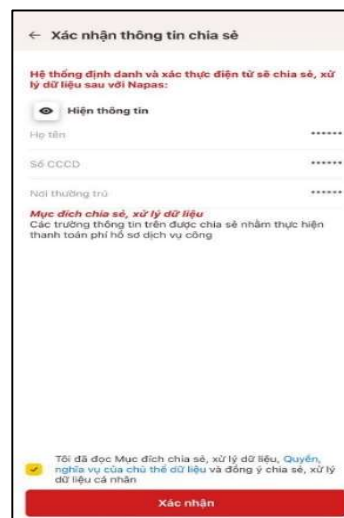 ← Xác nhận thông tin chia sẻ
Hệ thống định danh và xác thực điện tử sẽ chia sẻ, xử
lý dữ liệu sau với Napas:
Hiện thông tin
Họ tên ******
Số CCCD ******
Nơi thường trú ******
Mục đích chia sẻ, xử lý dữ liệu
Các trường thông tin trên được chia sẻ nhằm thực hiện
thanh toán phí hồ sơ dịch vụ công
Tôi đã đọc Mục đích chia sẻ, xử lý dữ liệu, Quyền,
nghĩa vụ của chủ thể dữ liệu và đồng ý chia sẻ, xử lý
dữ liệu cá nhân
Xác nhận